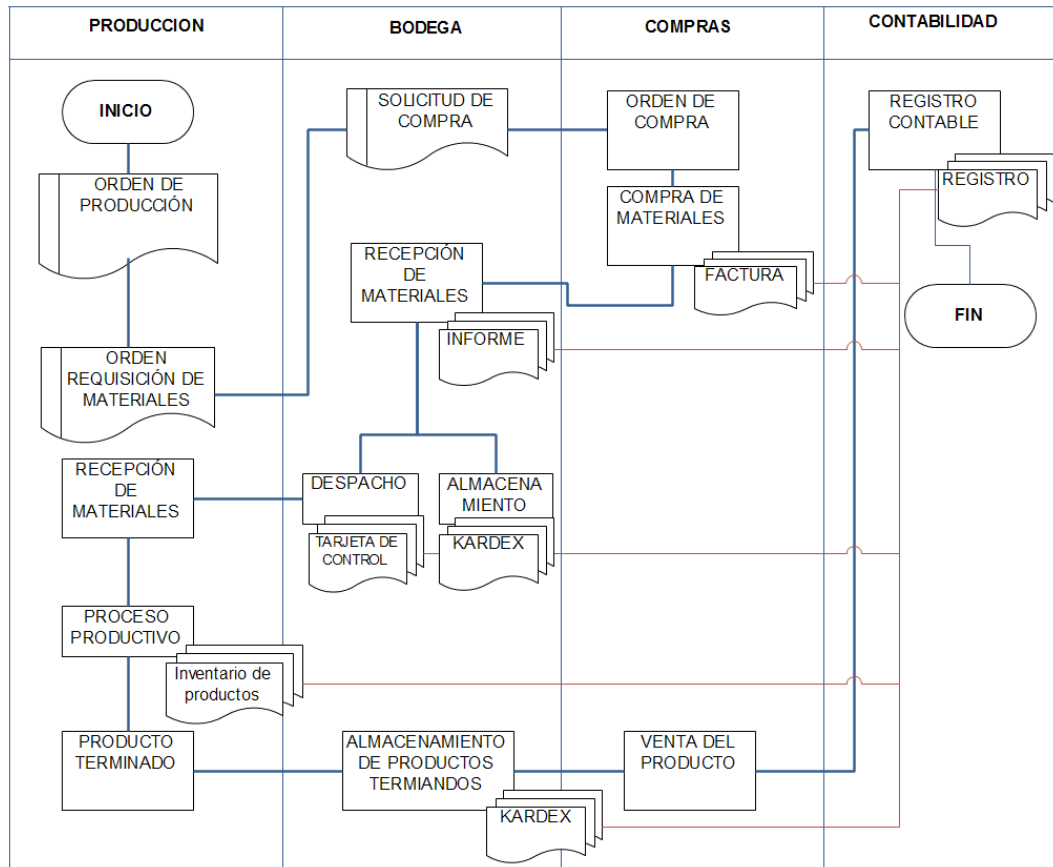 PRODUCCION
BODEGA
COMPRAS
CONTABILIDAD
INICIO
ORDEN DE
PRODUCCIÓN
ORDEN
REQUISICIÓN DE
MATERIALES
RECEPCIÓN
DE
MATERIALES
PROCESO
PRODUCTIVO
Inventario de
productos
PRODUCTO
TERMINADO
SOLICITUD DE
COMPRA
RECEPCIÓN
DE
MATERIALES
INFORME
DESPACHO
TARJETA DE
CONTROL
ALMACENA
MIENTO
KARDEX
ALMACENAMIENTO
DE PRODUCTOS
TERMIANDOS
KARDEX
ORDEN DE
COMPRA
COMPRA DE
MATERIALES
FACTURA
VENTA DEL
PRODUCTO
REGISTRO
CONTABLE
REGISTRO
FIN